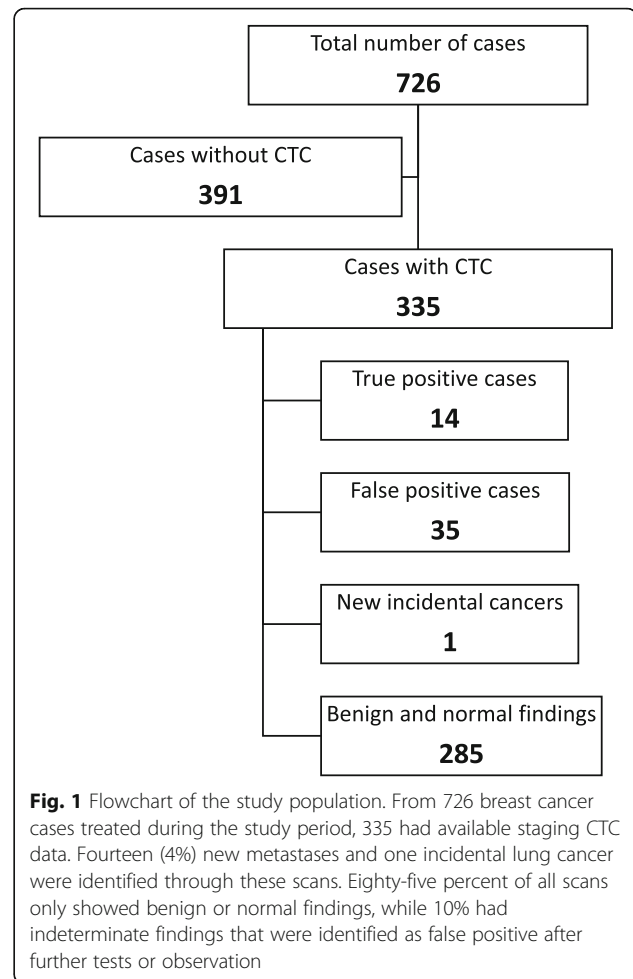 Total number of cases
726
Cases without CTC
391
Cases with CTC
335
True positive cases
14
False positive cases
35
New incidental cancers
1
Benign and normal findings
285
Fig. 1 Flowchart of the study population. From 726 breast cancer
cases treated during the study period, 335 had available staging CTC
data. Fourteen (4%) new metastases and one incidental lung cancer
were identified through these scans. Eighty-five percent of all scans
only showed benign or normal findings, while 10% had
indeterminate findings that were identified as false positive after
further tests or observation